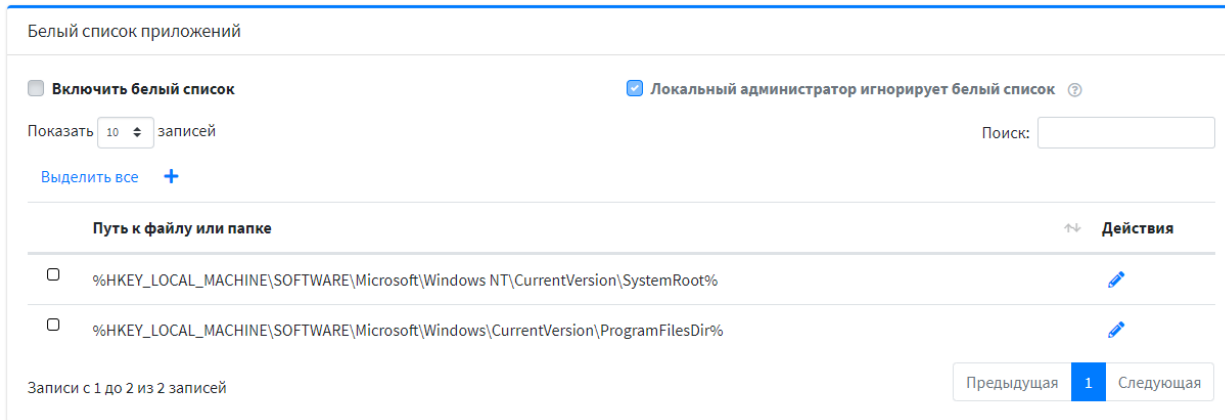 Белый список приложений
Включить белый список
Локальный администратор игнорирует белый список ?
Показать 10 записей
Поиск:
Выделить все +
Путь к файлу или папке
Действия
%HKEY_LOCAL_MACHINE\SOFTWARE\Microsoft\Windows NT\CurrentVersion\SystemRoot%
%HKEY_LOCAL_MACHINE\SOFTWARE\Microsoft\Windows\CurrentVersion\ProgramFilesDir%
Записи с 1 до 2 из 2 записей
Предыдущая 1 Следующая